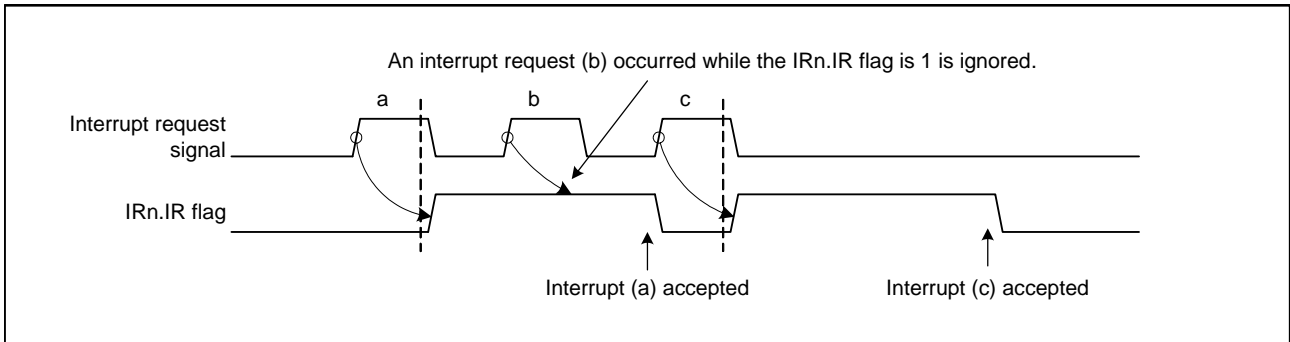 An interrupt request (b) occurred while the IRn.IR flag is 1 is ignored.
a
b
c
Interrupt request
signal
IRn.IR flag
Interrupt (a) accepted
Interrupt (c) accepted